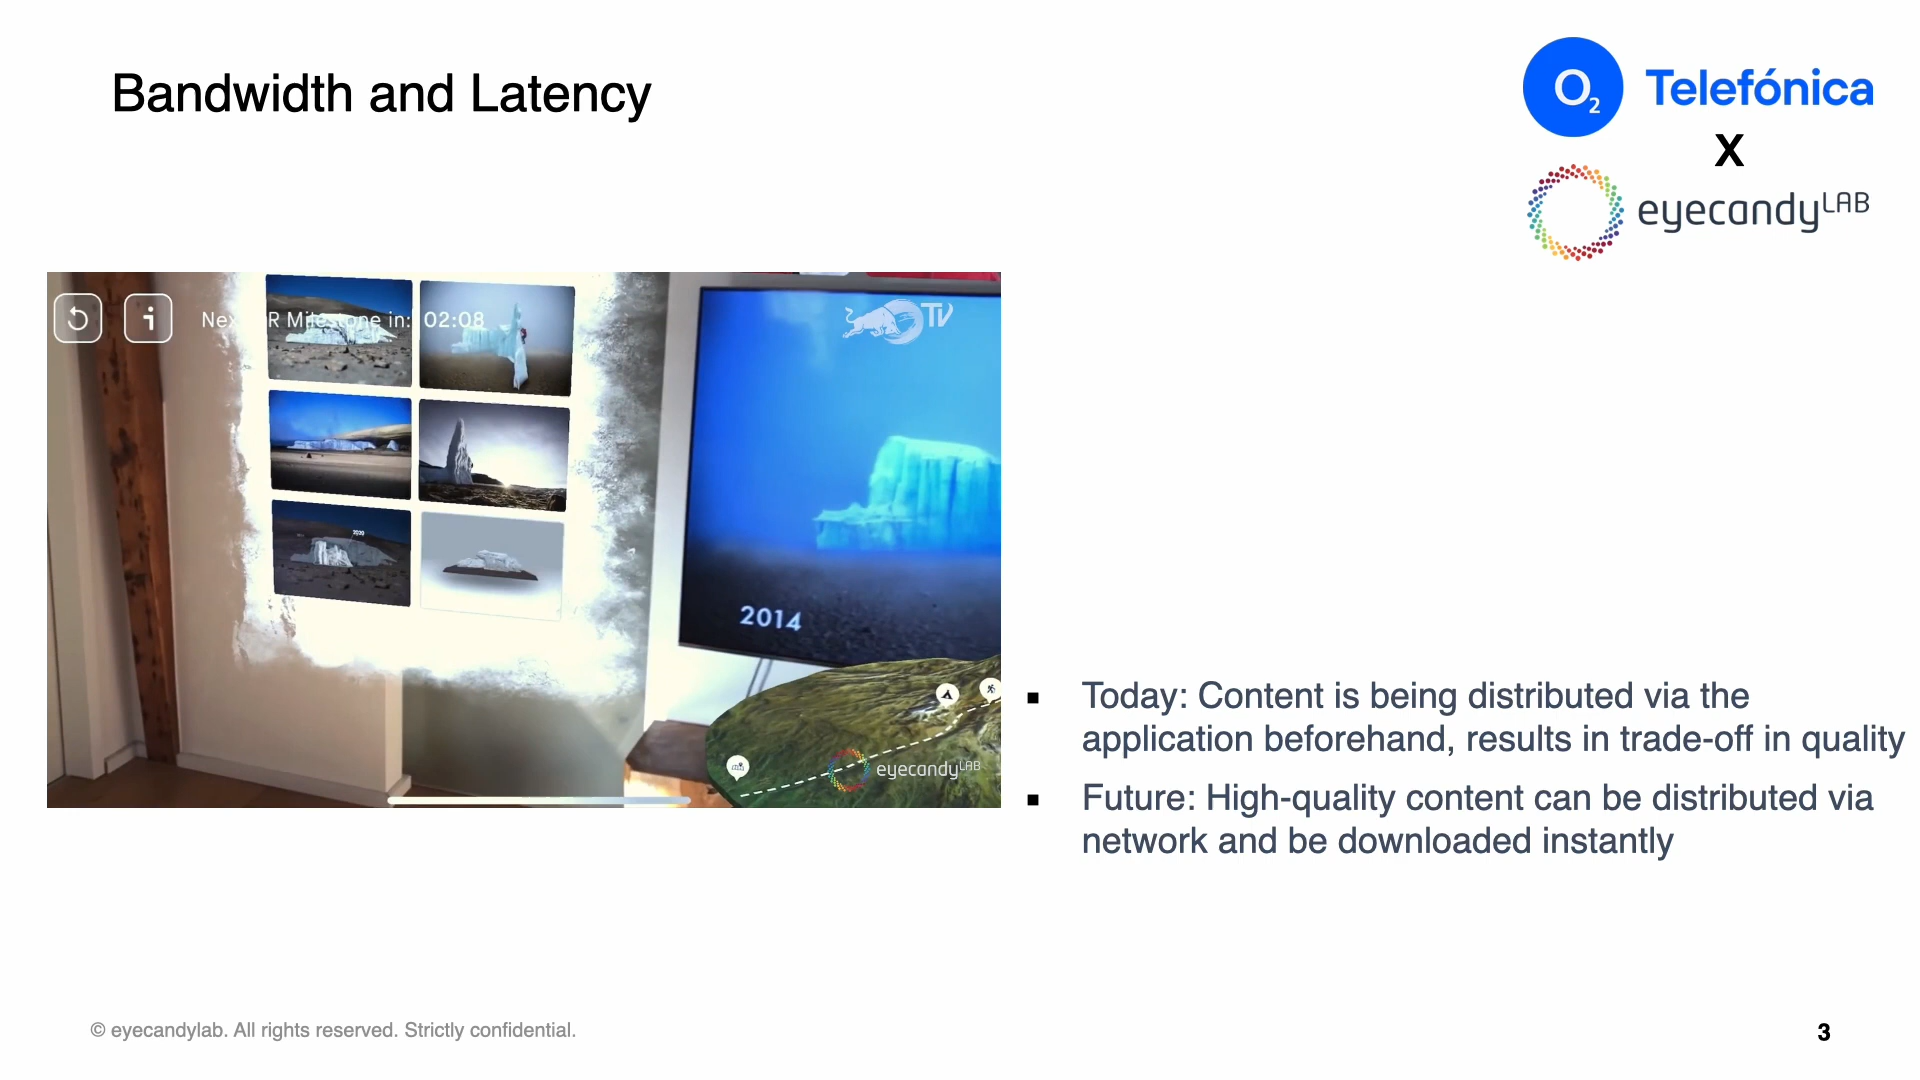 Bandwidth and Latency
O2 Telefónica
X
eyecandyLAB
Next AR Milestone in: 02:08
TV
2020
2014
eyecandyLAB
▪ Today: Content is being distributed via the
application beforehand, results in trade-off in quality
▪ Future: High-quality content can be distributed via
network and be downloaded instantly
© eyecandylab. All rights reserved. Strictly confidential.
3